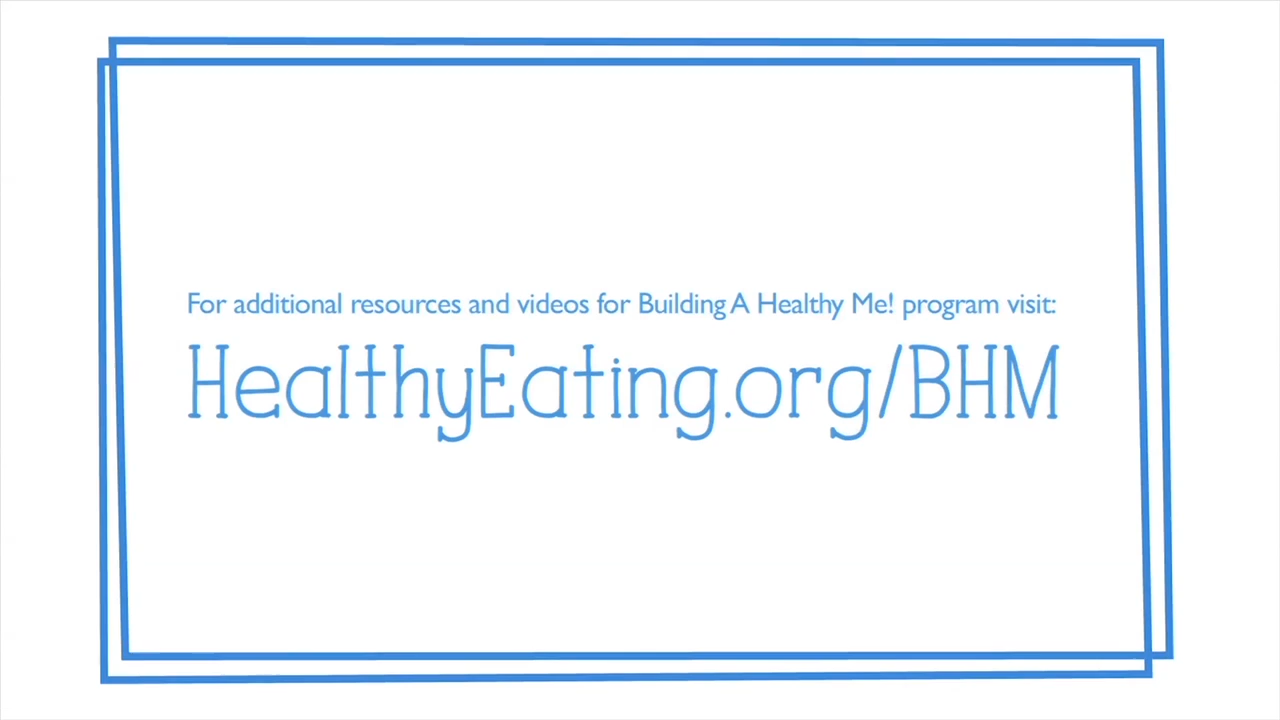 For additional resources and videos for Building A Healthy Me! program visit:
HealthyEating.org/BHM